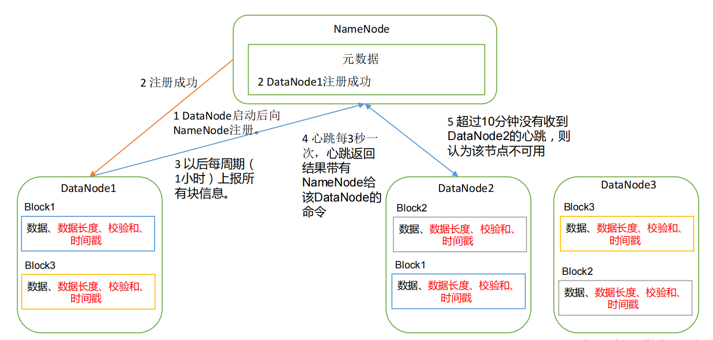 NameNode
元数据
2 DataNode1注册成功
2 注册成功
1 DataNode启动后向
NameNode注册。
3 以后每周期（
1小时）上报所
有块信息。
4 心跳每3秒一
次，心跳返回
结果带有
NameNode给
该DataNode的
命令
5 超过10分钟没有收到
DataNode2的心跳，则
认为该节点不可用
DataNode1
Block1
数据、数据长度、校验和、
时间戳
Block3
数据、数据长度、校验和、
时间戳
DataNode2
Block2
数据、数据长度、校验和、
时间戳
Block1
数据、数据长度、校验和、
时间戳
DataNode3
Block3
数据、数据长度、校验和、
时间戳
Block2
数据、数据长度、校验和、
时间戳